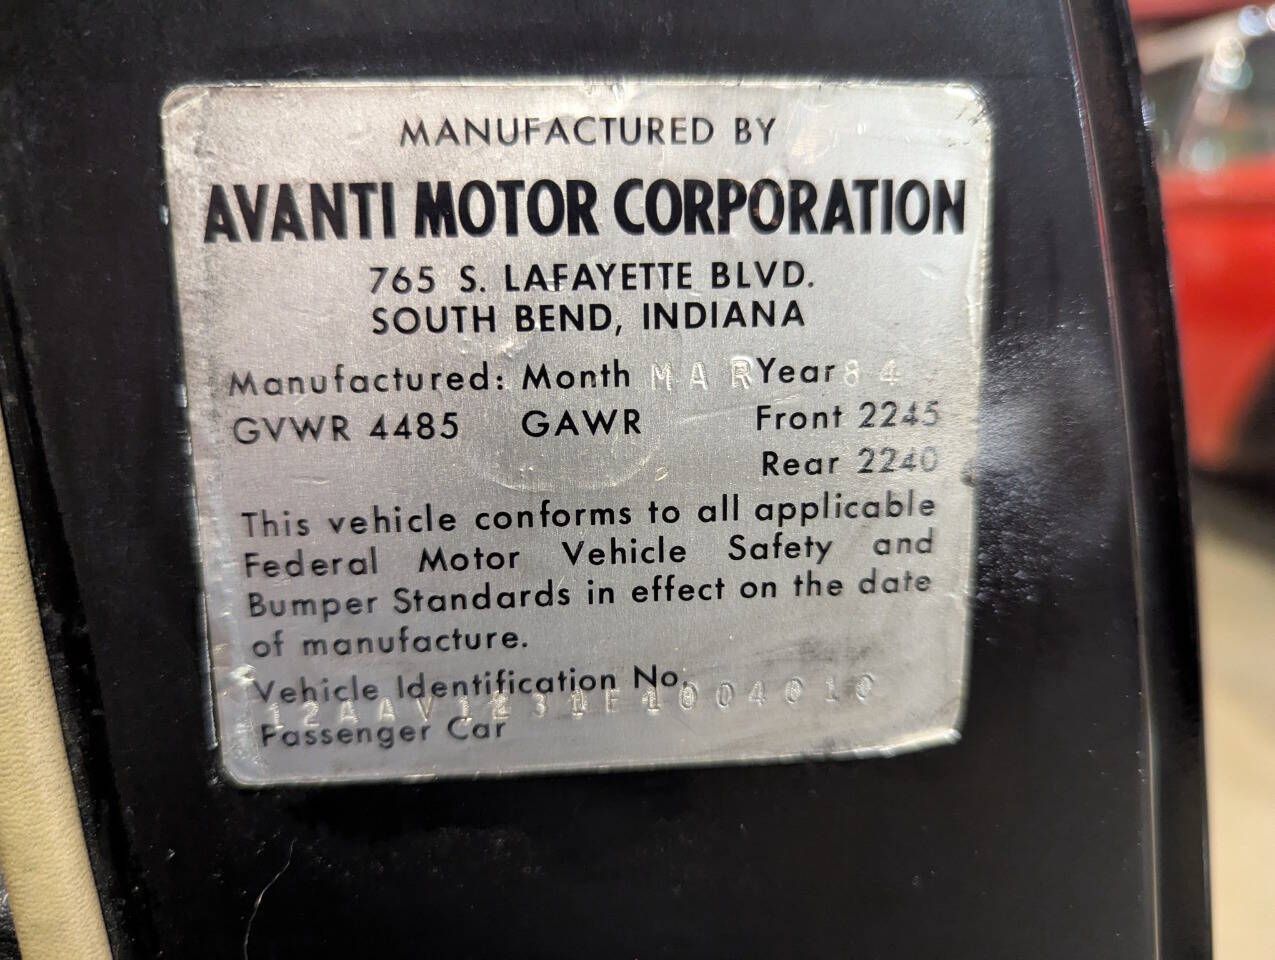 MANUFACTURED BY
AVANTI MOTOR CORPORATION
765 S. LAFAYETTE BLVD.
SOUTH BEND, INDIANA
Manufactured: Month MAR Year 84
GVWR 4485 GAWR Front 2245
Rear 2240
This vehicle conforms to all applicable
Federal Motor Vehicle Safety and
Bumper Standards in effect on the date
of manufacture.
Vehicle Identification No.
Passenger Car